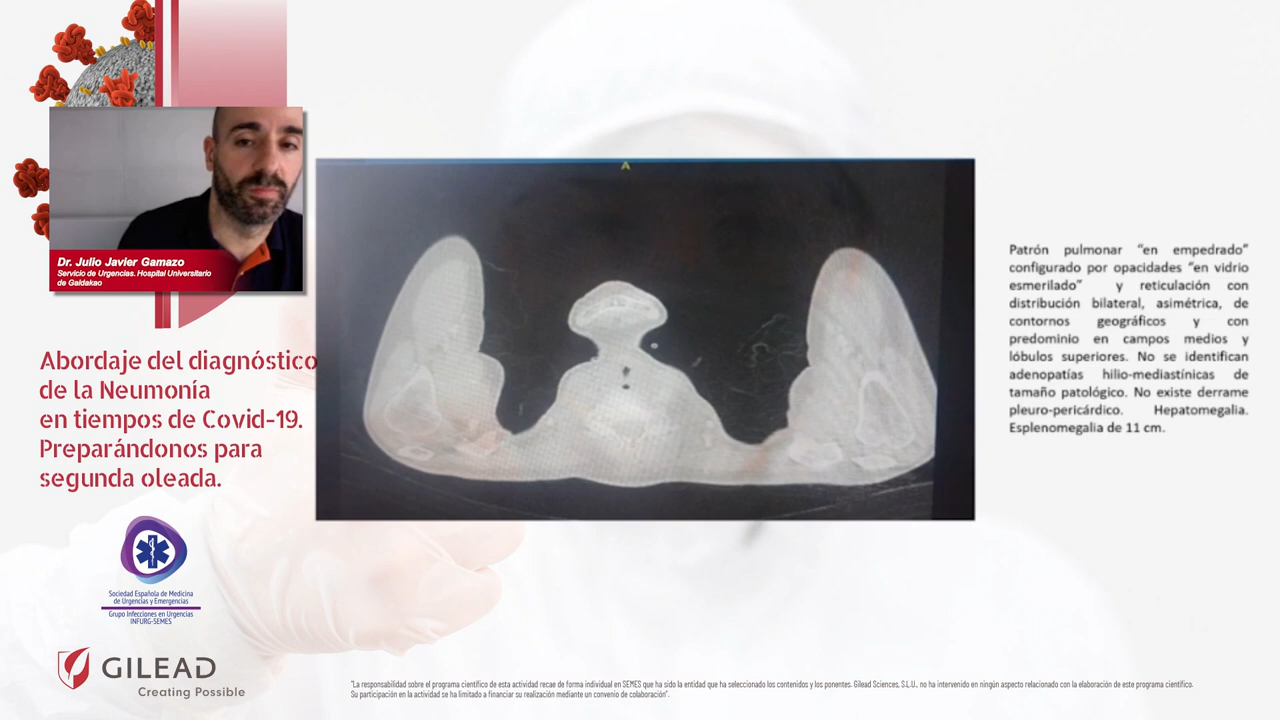 A
Dr. Julio Javier Gamazo
Servicio de Urgencias. Hospital Universitario
de Galdakao
Abordaje del diagnóstico
de la Neumonía
en tiempos de Covid-19.
Preparándonos para
segunda oleada.
Sociedad Española de Medicina
de Urgencias y Emergencias
Grupo Infecciones en Urgencias
INFURG-SEMES
GILEAD
Creating Possible
Patrón pulmonar "en empedrado"
configurado por opacidades "en vidrio
esmerilado" y reticulación con
distribución bilateral, asimétrica, de
contornos geográficos y con
predominio en campos medios y
lóbulos superiores. No se identifican
adenopatías hilio-mediastínicas de
tamaño patológico. No existe derrame
pleuro-pericárdico. Hepatomegalia.
Esplenomegalia de 11 cm.
"La responsabilidad sobre el programa científico de esta actividad recae de forma individual en SEMES que ha sido la entidad que ha seleccionado los contenidos y los ponentes. Gilead Sciences, S.L.U., no ha intervenido en ningún aspecto relacionado con la elaboración de este programa científico.
Su participación en la actividad se ha limitado a financiar su realización mediante un convenio de colaboración".